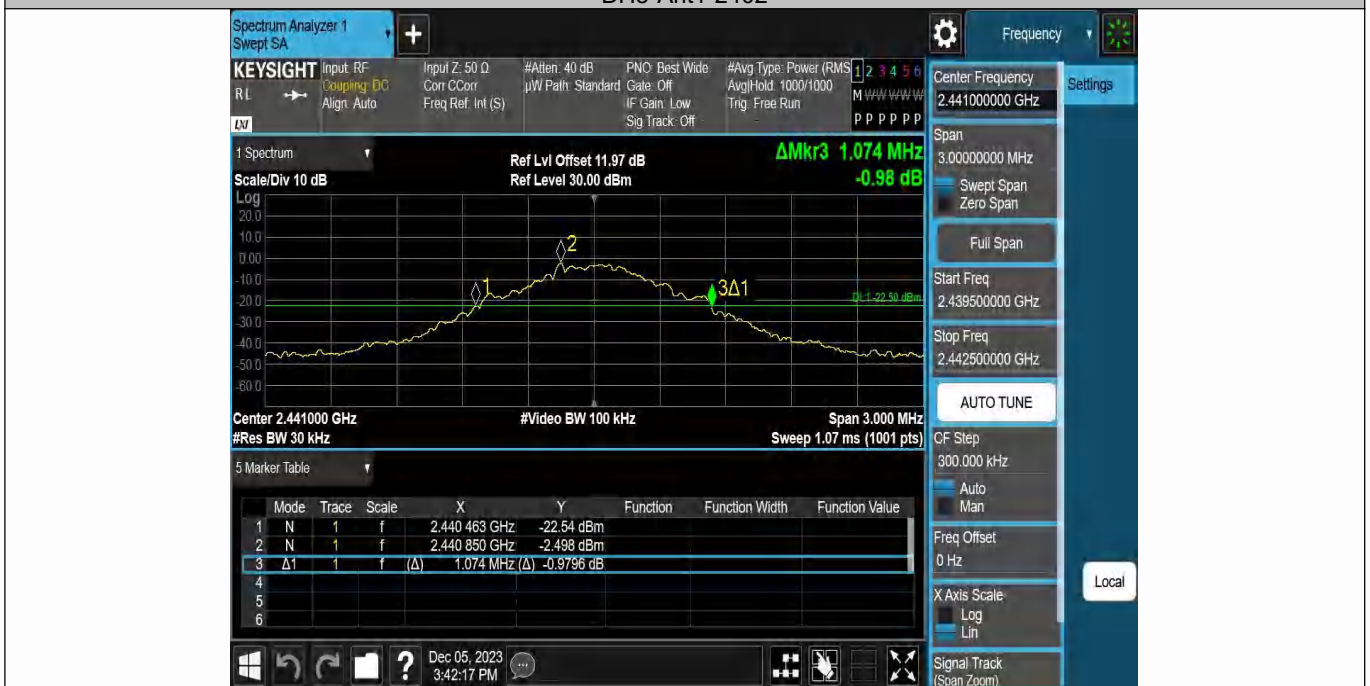 Spectrum Analyzer 1
Swept SA
+
Frequency
KEYSIGHT
RL
LXI
Input: RF
Coupling: DC
Align: Auto
Input Z: 50 Ω
Corr CCorr
Freq Ref: Int (S)
#Atten: 40 dB
µW Path: Standard
PNO: Best Wide
Gate: Off
IF Gain: Low
Sig Track: Off
#Avg Type: Power (RMS
Avg|Hold: 1000/1000
Trig: Free Run
1 2 3 4 5 6
M W W W W W
P P P P P P
1 Spectrum
Scale/Div 10 dB
Ref Lvl Offset 11.97 dB
Ref Level 30.00 dBm
ΔMkr3 1.074 MHz
-0.98 dB
Log
20.0
10.0
0.00
-10.0
-20.0
-30.0
-40.0
-50.0
-60.0
1
2
3Δ1
DL1 -22.50 dBm
Center 2.441000 GHz
#Video BW 100 kHz
Span 3.000 MHz
#Res BW 30 kHz
Sweep 1.07 ms (1001 pts)
5 Marker Table
Mode Trace Scale X Y Function Function Width Function Value
1 N 1 f 2.440 463 GHz -22.54 dBm
2 N 1 f 2.440 850 GHz -2.498 dBm
3 Δ1 1 f (Δ) 1.074 MHz (Δ) -0.9796 dB
4
5
6
Dec 05, 2023
3:42:17 PM
?
Center Frequency
2.441000000 GHz
Settings
Span
3.00000000 MHz
Swept Span
Zero Span
Full Span
Start Freq
2.439500000 GHz
Stop Freq
2.442500000 GHz
AUTO TUNE
CF Step
300.000 kHz
Auto
Man
Freq Offset
0 Hz
X Axis Scale
Log
Lin
Local
Signal Track
(Span Zoom)